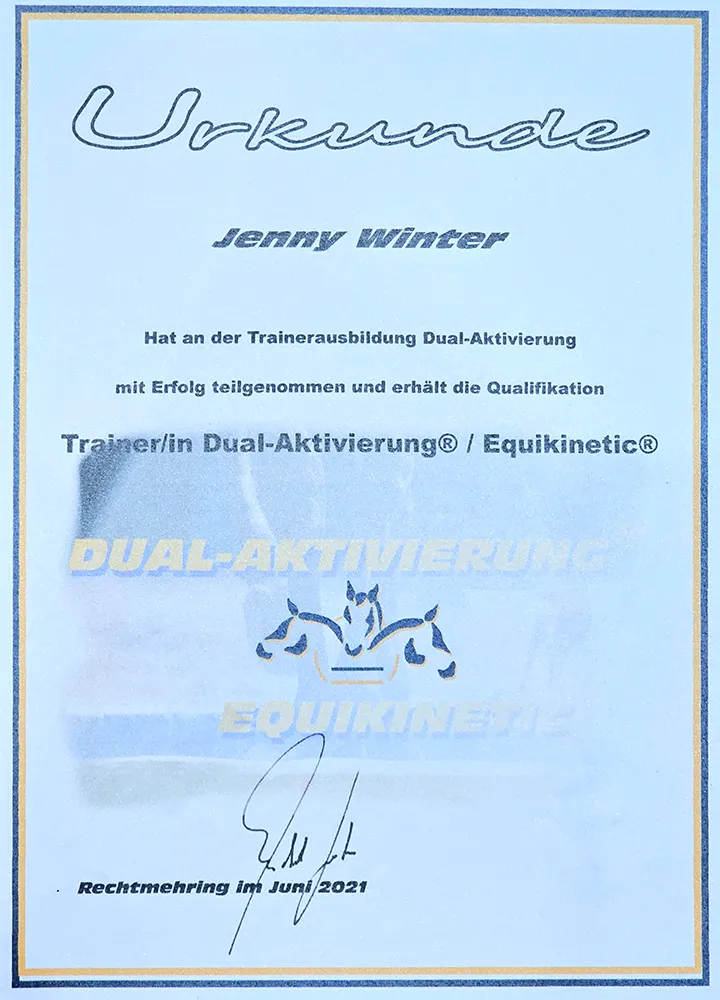 Urkunde
Jenny Winter
Hat an der Trainerausbildung Dual-Aktivierung
mit Erfolg teilgenommen und erhält die Qualifikation
Trainer/in Dual-Aktivierung® / Equikinetic®
DUAL-AKTIVIERUNG
EQUIKINETIC
Rechtmehring im Juni 2021